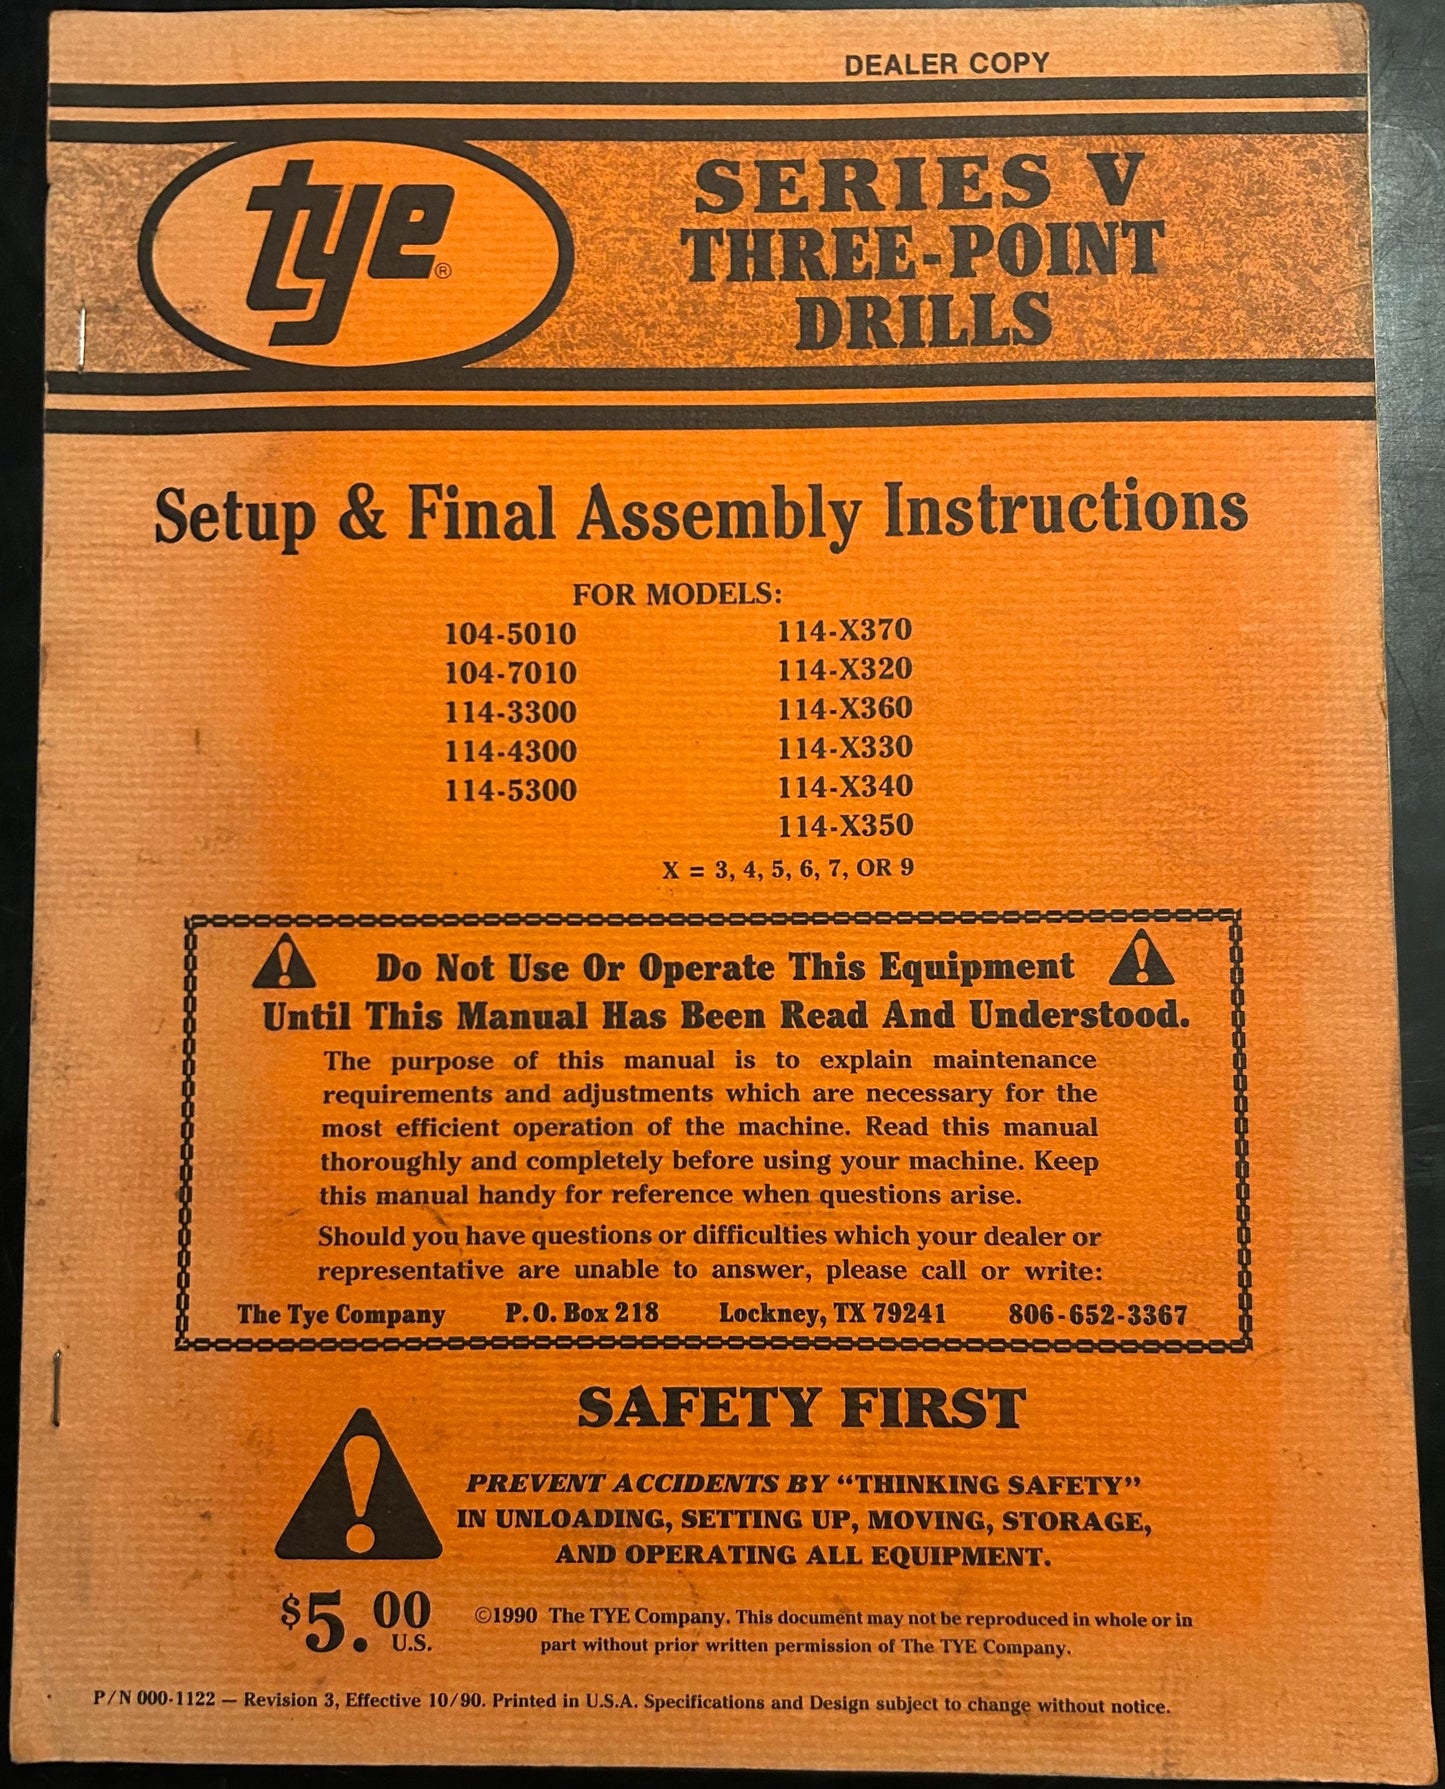 DEALER COPY
tye®
SERIES V
THREE-POINT
DRILLS
Setup & Final Assembly Instructions
FOR MODELS:
104-5010
104-7010
114-3300
114-4300
114-5300
114-X370
114-X320
114-X360
114-X330
114-X340
114-X350
X = 3, 4, 5, 6, 7, OR 9
Do Not Use Or Operate This Equipment
Until This Manual Has Been Read And Understood.
The purpose of this manual is to explain maintenance
requirements and adjustments which are necessary for the
most efficient operation of the machine. Read this manual
thoroughly and completely before using your machine. Keep
this manual handy for reference when questions arise.
Should you have questions or difficulties which your dealer or
representative are unable to answer, please call or write:
The Tye Company P.O. Box 218 Lockney, TX 79241 806-652-3367
SAFETY FIRST
PREVENT ACCIDENTS BY “THINKING SAFETY”
IN UNLOADING, SETTING UP, MOVING, STORAGE,
AND OPERATING ALL EQUIPMENT.
$5.00
U.S.
©1990 The TYE Company. This document may not be reproduced in whole or in
part without prior written permission of The TYE Company.
P/N 000-1122 — Revision 3, Effective 10/90. Printed in U.S.A. Specifications and Design subject to change without notice.